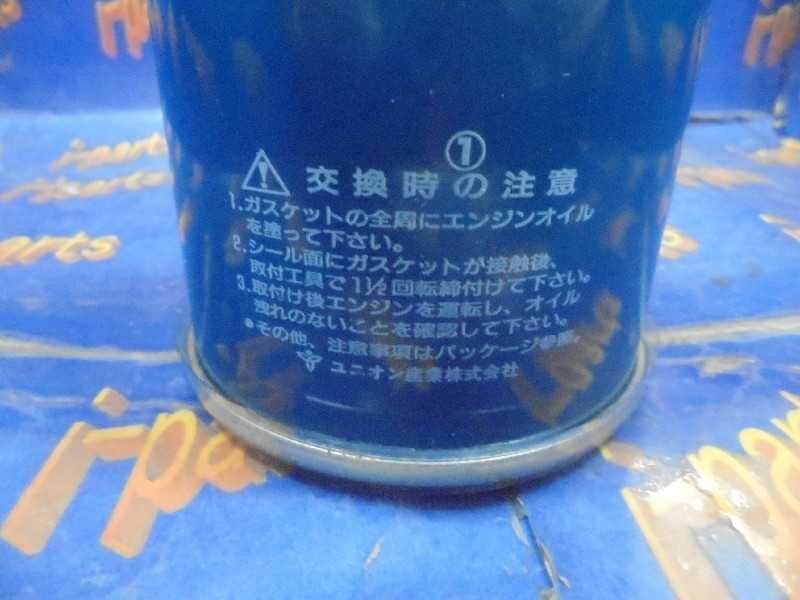 ①
交換時の注意
1.ガスケットの全周にエンジンオイル
を塗って下さい。
2.シール面にガスケットが接触後、
取付工具で1½回転締付けて下さい。
3.取付け後エンジンを運転し、オイル
洩れのないことを確認して下さい。
●その他、注意事項はパッケージ参照。
ユニオン産業株式会社
i-parts
i-parts